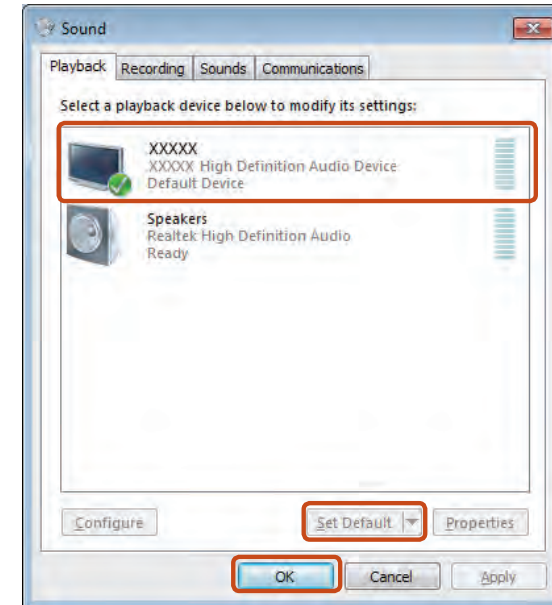 Sound
Playback Recording Sounds Communications
Select a playback device below to modify its settings:
XXXXX
XXXXX High Definition Audio Device
Default Device
Speakers
Realtek High Definition Audio
Ready
Configure Set Default Properties
OK Cancel Apply